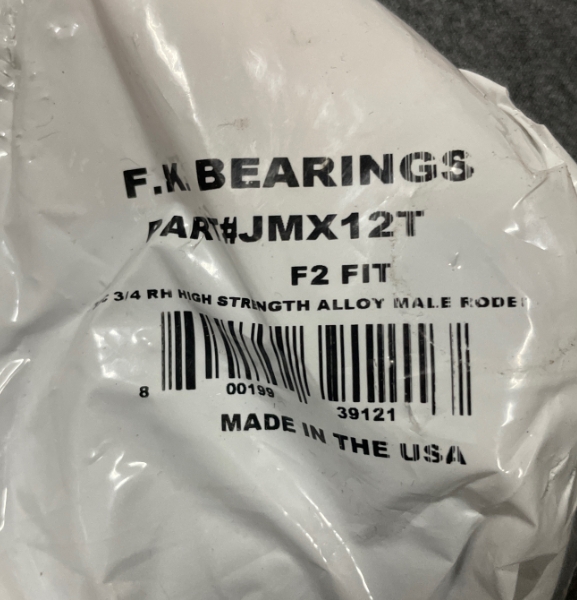 F.K BEARINGS
PART#JMX12T
F2 FIT
3/4 RH HIGH STRENGTH ALLOY MALE RODE
8 00199 39121
MADE IN THE USA